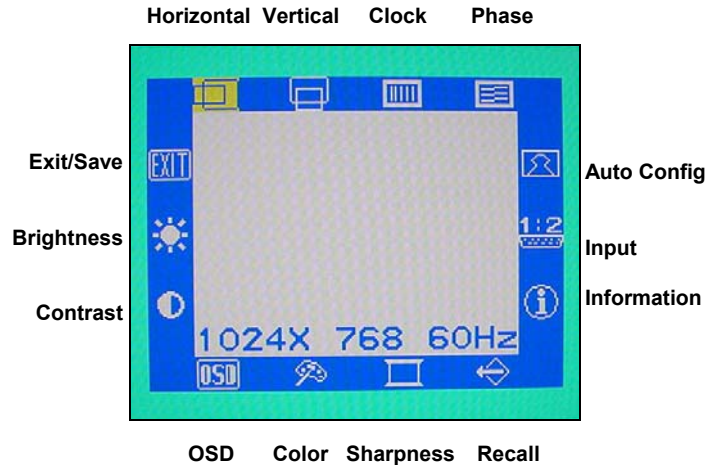 Horizontal Vertical Clock Phase
Exit/Save
EXIT
Auto Config
Brightness
1:2
Input
Contrast
Information
1024X 768 60Hz
OSD
OSD Color Sharpness Recall